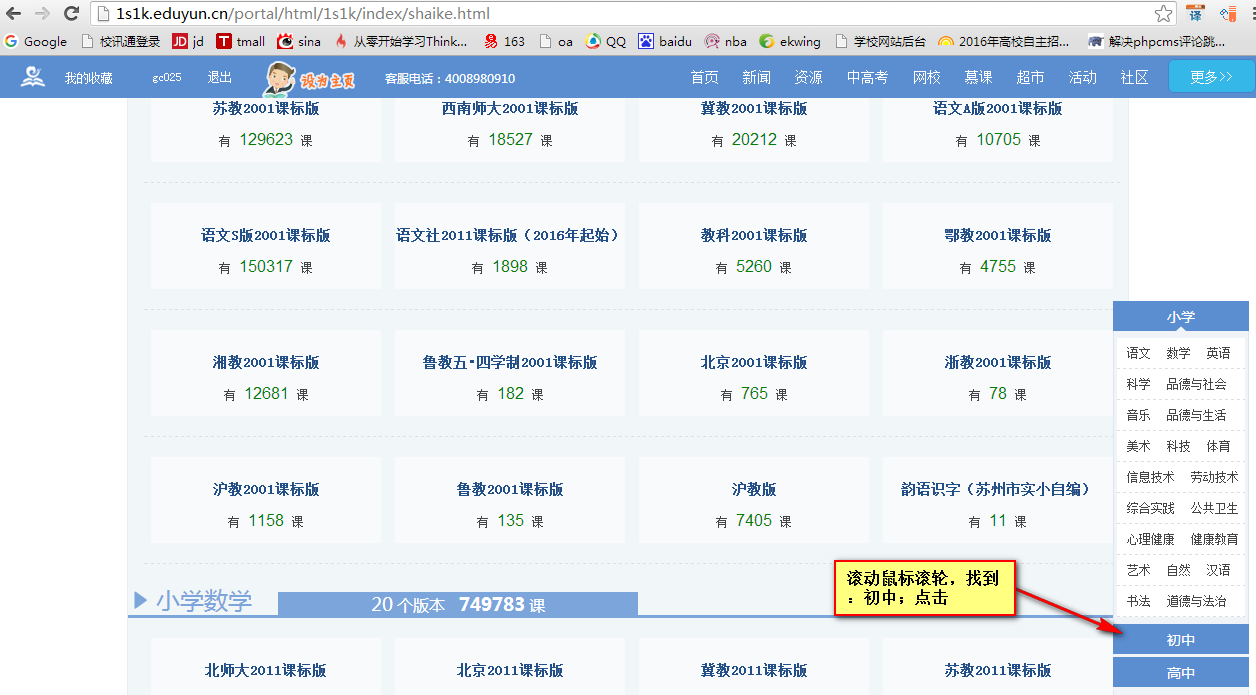 1s1k.eduyun.cn/portal/html/1s1k/index/shaike.html
Google 校讯通登录 JD jd T tmall sina 从零开始学习Think... 163 oa QQ baidu nba ekwing 学校网站后台 2016年高校自主招... 解决phpcms评论跳...
我的收藏 gc025 退出 设为主页 客服电话：4008980910 首页 新闻 资源 中高考 网校 慕课 超市 活动 社区 更多>>
苏教2001课标版 西南师大2001课标版 冀教2001课标版 语文A版2001课标版
有 129623 课 有 18527 课 有 20212 课 有 10705 课
语文S版2001课标版 语文社2011课标版（2016年起始） 教科2001课标版 鄂教2001课标版
有 150317 课 有 1898 课 有 5260 课 有 4755 课
湘教2001课标版 鲁教五·四学制2001课标版 北京2001课标版 浙教2001课标版
有 12681 课 有 182 课 有 765 课 有 78 课
沪教2001课标版 鲁教2001课标版 沪教版 韵语识字（苏州市实小自编）
有 1158 课 有 135 课 有 7405 课 有 11 课
小学数学 20 个版本 749783 课
北师大2011课标版 北京2011课标版 冀教2011课标版 苏教2011课标版
小学
语文 数学 英语
科学 品德与社会
音乐 品德与生活
美术 科技 体育
信息技术 劳动技术
综合实践 公共卫生
心理健康 健康教育
艺术 自然 汉语
书法 道德与法治
初中
高中
滚动鼠标滚轮，找到
：初中；点击